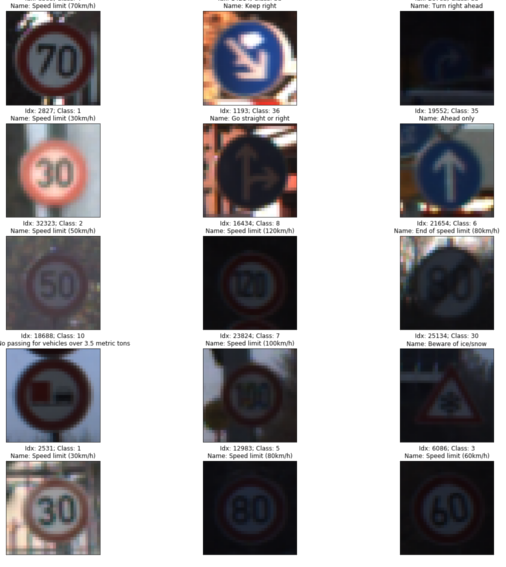 Name: Speed limit (70km/h)
Name: Keep right
Name: Turn right ahead
70
Idx: 2827; Class: 1
Name: Speed limit (30km/h)
Idx: 1193; Class: 36
Name: Go straight or right
Idx: 19552; Class: 35
Name: Ahead only
30
Idx: 32323; Class: 2
Name: Speed limit (50km/h)
Idx: 16434; Class: 8
Name: Speed limit (120km/h)
Idx: 21654; Class: 6
Name: End of speed limit (80km/h)
50
120
80
Idx: 18688; Class: 10
No passing for vehicles over 3.5 metric tons
Idx: 23824; Class: 7
Name: Speed limit (100km/h)
Idx: 25134; Class: 30
Name: Beware of ice/snow
100
Idx: 2531; Class: 1
Name: Speed limit (30km/h)
Idx: 12983; Class: 5
Name: Speed limit (80km/h)
Idx: 6086; Class: 3
Name: Speed limit (60km/h)
30
80
60